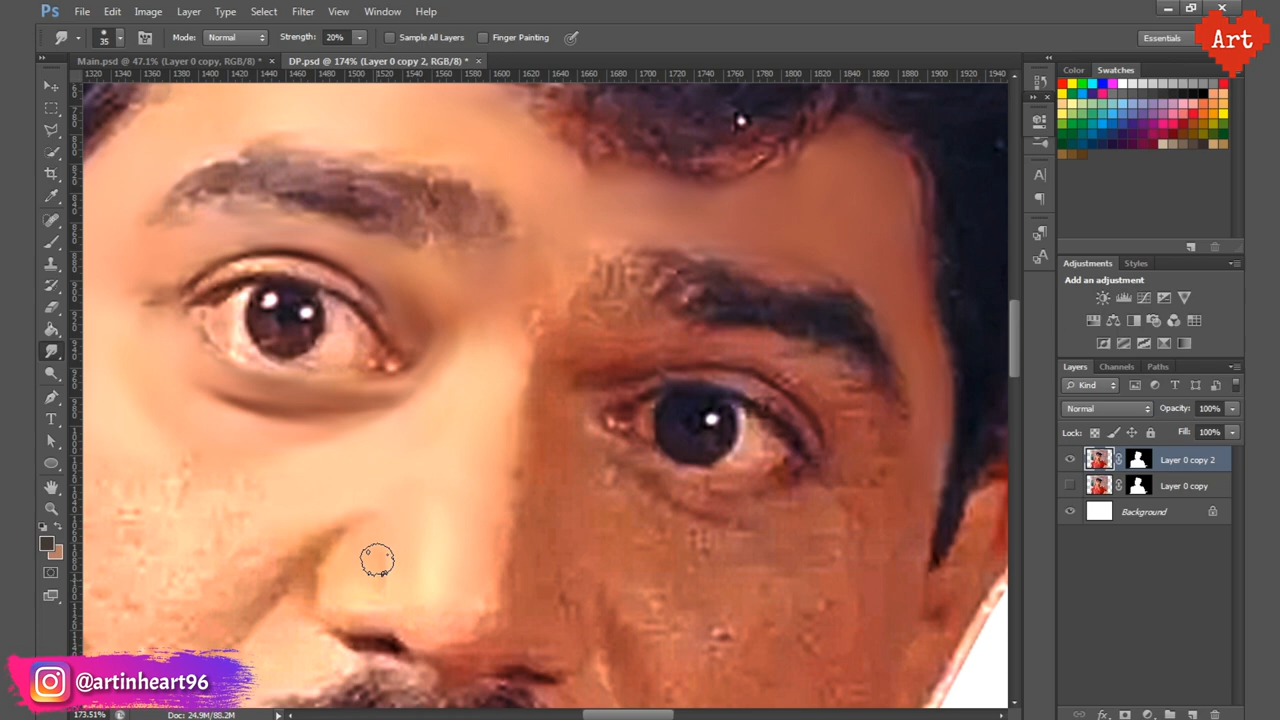 Ps File Edit Image Layer Type Select Filter View Window Help
35 Mode: Normal Strength: 20% Sample All Layers Finger Painting Essentials
Art
Main.psd @ 47.1% (Layer 0 copy, RGB/8) * × DP.psd @ 174% (Layer 0 copy 2, RGB/8) * ×
1320 1340 1360 1380 1400 1420 1440 1460 1480 1500 1520 1540 1560 1580 1600 1620 1640 1660 1680 1700 1720 1740 1760 1780 1800 1820 1840 1860 1880 1900 1920 1940
Color Swatches
Adjustments Styles
Add an adjustment
Layers Channels Paths
Kind
Normal Opacity: 100%
Lock: Fill: 100%
Layer 0 copy 2
Layer 0 copy
Background
@artinheart96
173.51% Doc: 24.9M/88.2M